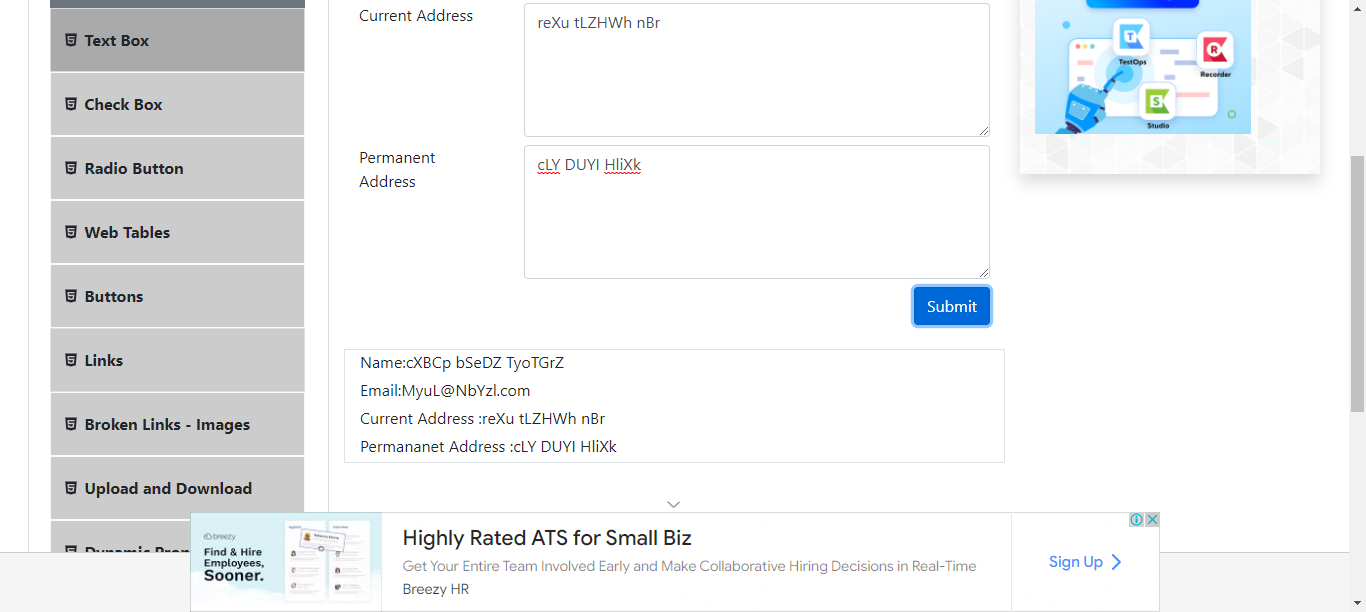 Text Box
Check Box
Radio Button
Web Tables
Buttons
Links
Broken Links - Images
Upload and Download
Current Address
reXu tLZHWh nBr
Permanent
Address
cLY DUYI HliXk
Submit
Name:cXBCp bSeDZ TyoTGrZ
Email:MyuL@NbYzl.com
Current Address :reXu tLZHWh nBr
Permananet Address :cLY DUYI HliXk
TestOps
Recorder
Studio
breezy
Find & Hire
Employees,
Sooner.
Highly Rated ATS for Small Biz
Get Your Entire Team Involved Early and Make Collaborative Hiring Decisions in Real-Time
Breezy HR
Sign Up